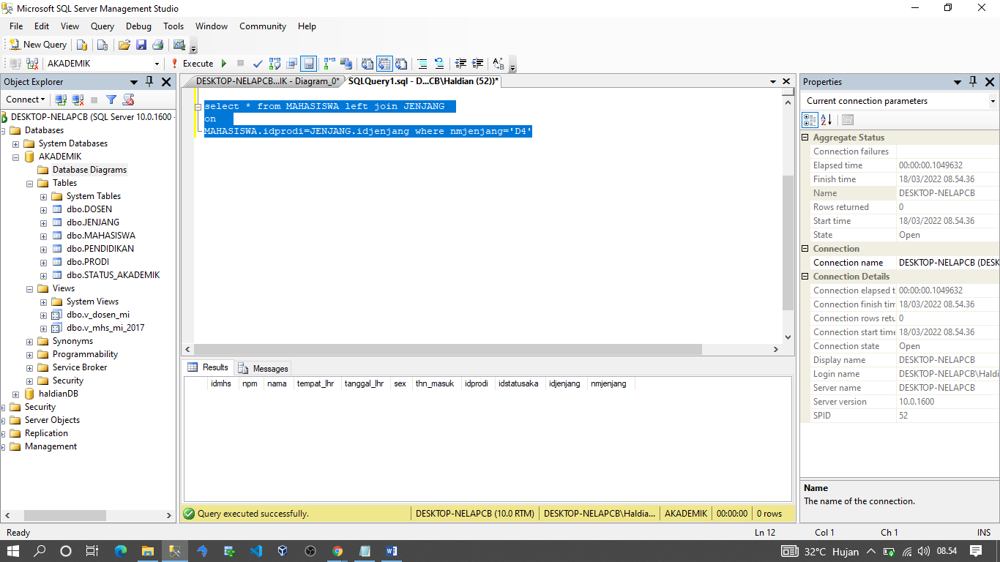 Microsoft SQL Server Management Studio
File Edit View Query Debug Tools Window Community Help
New Query
AKADEMIK Execute
Object Explorer
Connect
DESKTOP-NELAPCB (SQL Server 10.0.1600 -
Databases
System Databases
AKADEMIK
Database Diagrams
Tables
System Tables
dbo.DOSEN
dbo.JENJANG
dbo.MAHASISWA
dbo.PENDIDIKAN
dbo.PRODI
dbo.STATUS_AKADEMIK
Views
System Views
dbo.v_dosen_mi
dbo.v_mhs_mi_2017
Synonyms
Programmability
Service Broker
Security
haldianDB
Security
Server Objects
Replication
Management
DESKTOP-NELAPCB...IK - Diagram_0* SQLQuery1.sql - D...CB\Haldian (52))*
select * from MAHASISWA left join JENJANG
on
MAHASISWA.idprodi=JENJANG.idjenjang where nmjenjang='D4'
Results Messages
idmhs npm nama tempat_lhr tanggal_lhr sex thn_masuk idprodi idstatusaka idjenjang nmjenjang
Query executed successfully. DESKTOP-NELAPCB (10.0 RTM) DESKTOP-NELAPCB\Haldia... AKADEMIK 00:00:00 0 rows
Properties
Current connection parameters
Aggregate Status
Connection failures
Elapsed time 00:00:00.1049632
Finish time 18/03/2022 08.54.36
Name DESKTOP-NELAPCB
Rows returned 0
Start time 18/03/2022 08.54.36
State Open
Connection
Connection name DESKTOP-NELAPCB (DESK
Connection Details
Connection elapsed t 00:00:00.1049632
Connection finish tim 18/03/2022 08.54.36
Connection rows retu 0
Connection start time 18/03/2022 08.54.36
Connection state Open
Display name DESKTOP-NELAPCB
Login name DESKTOP-NELAPCB\Haldi
Server name DESKTOP-NELAPCB
Server version 10.0.1600
SPID 52
Name
The name of the connection.
Ready Ln 12 Col 1 Ch 1 INS
32°C Hujan 08.54